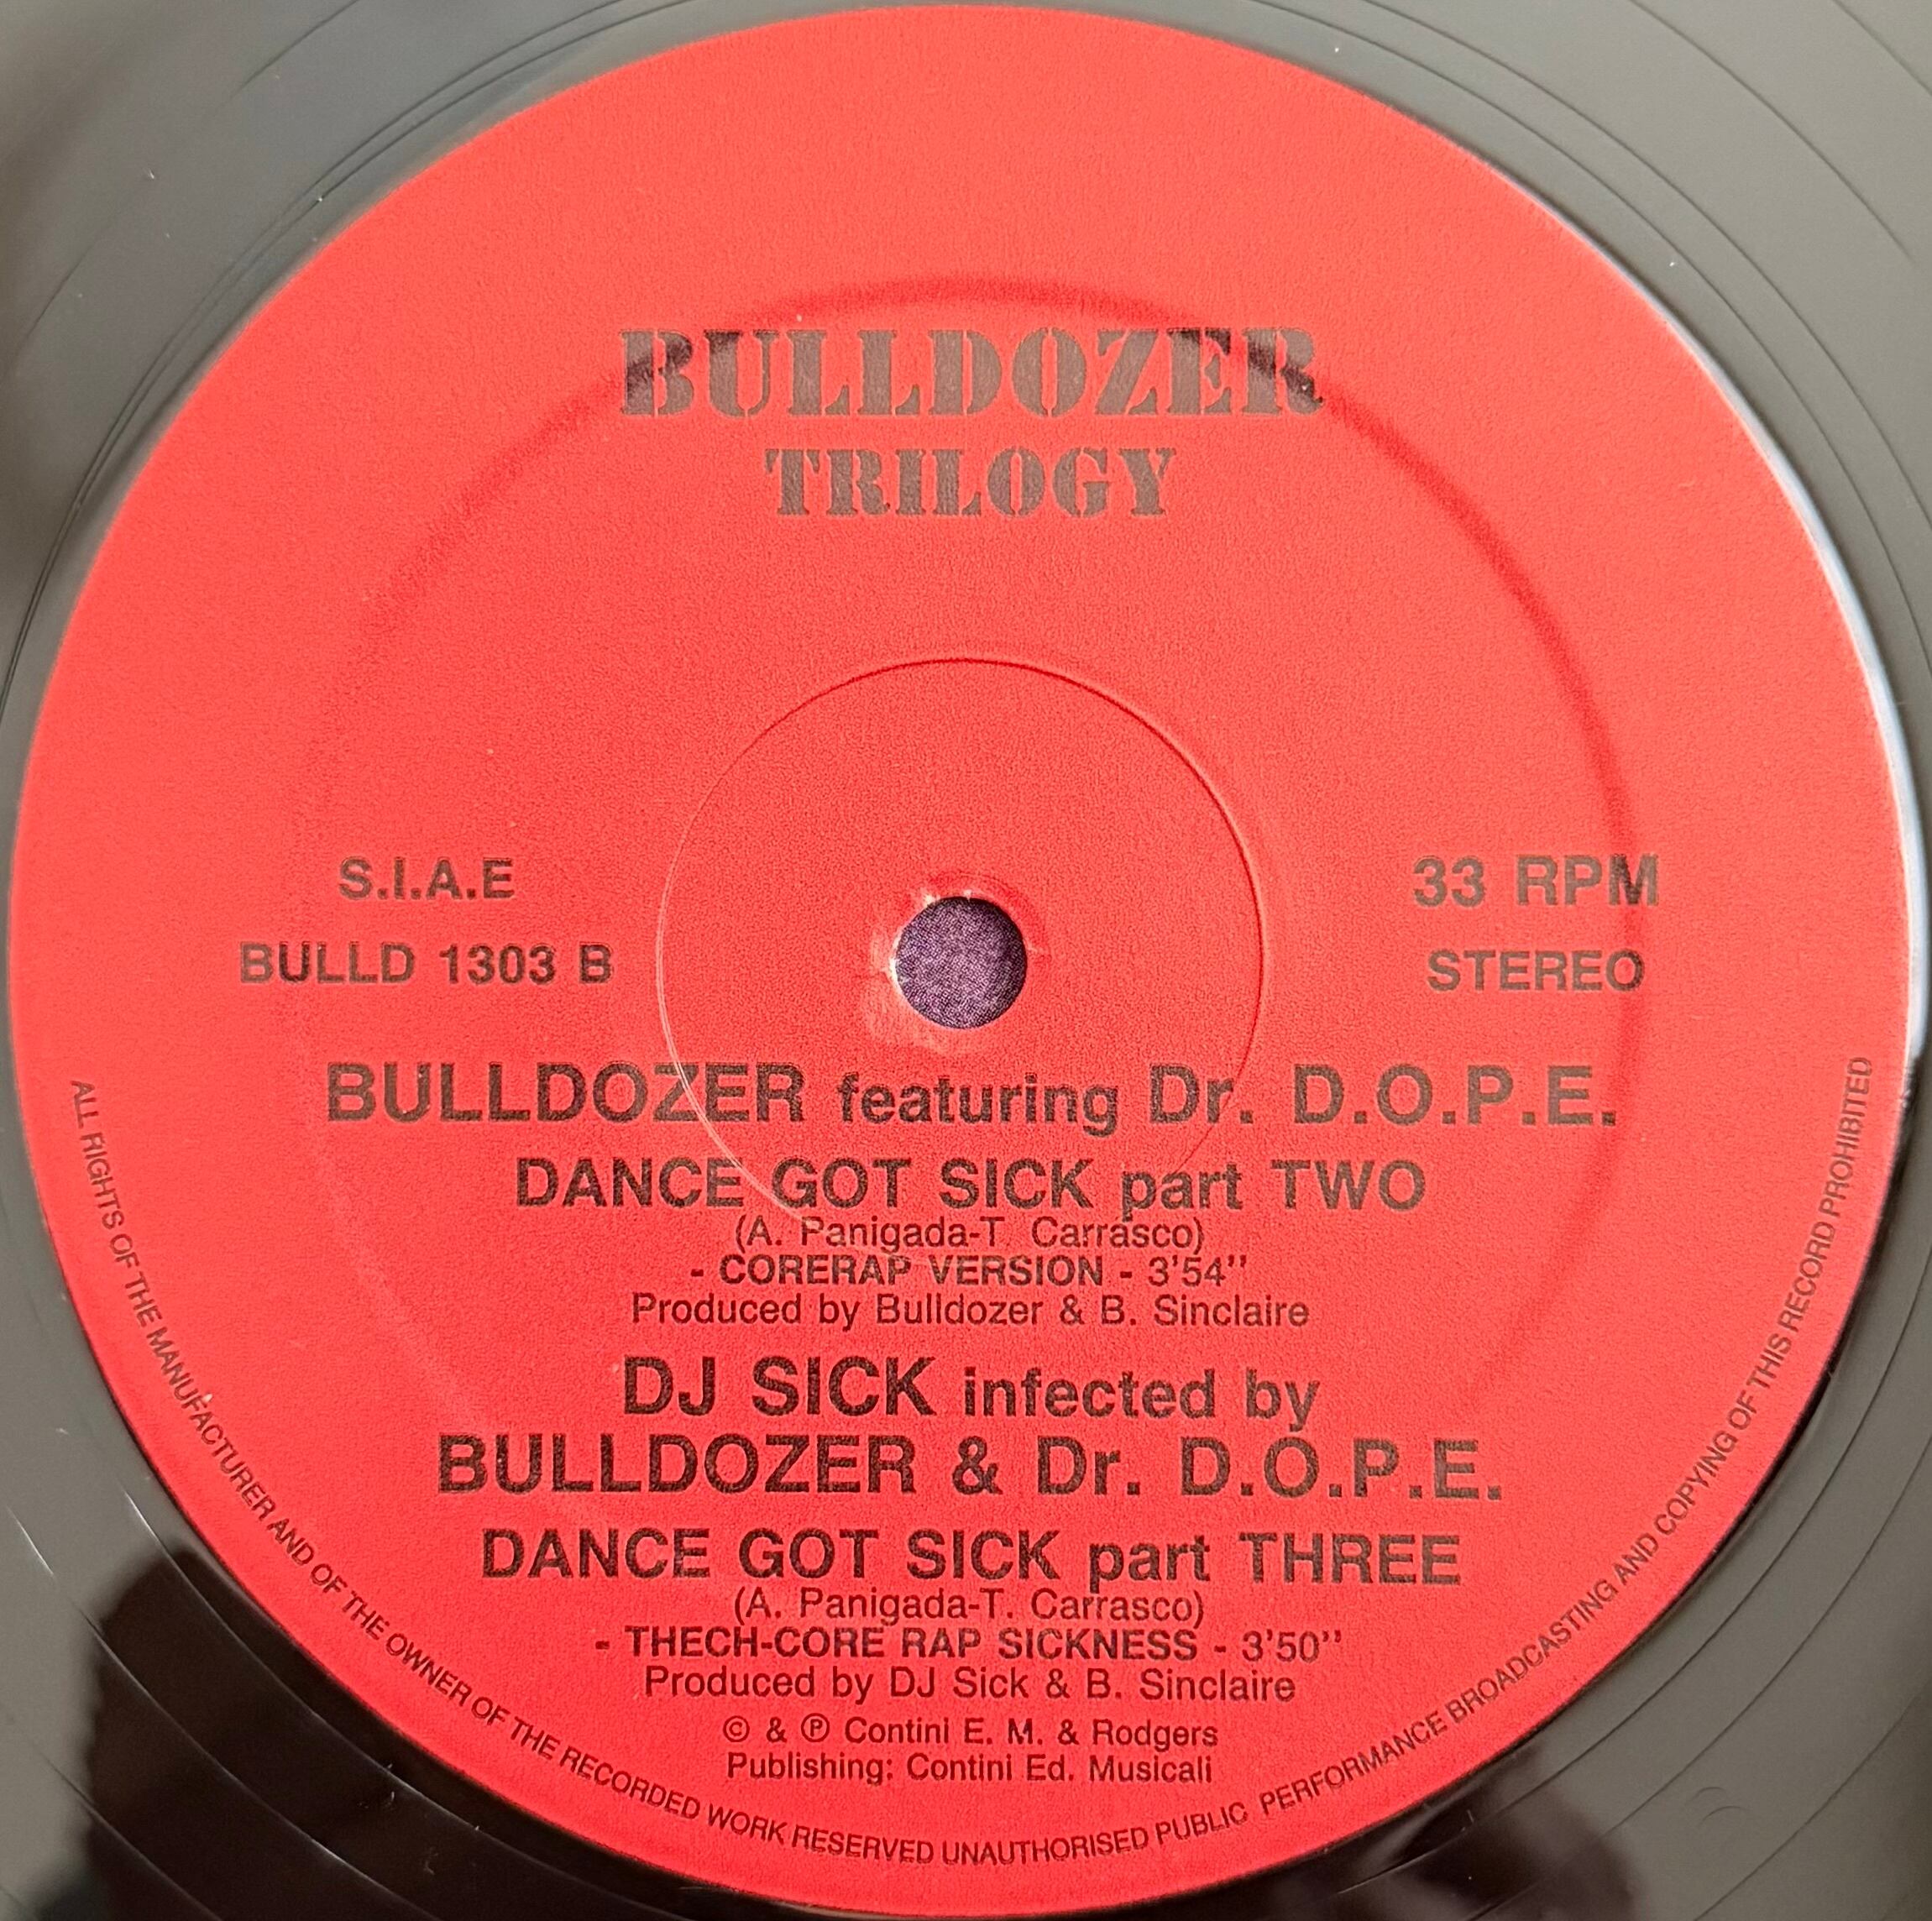 BULLDOZER
TRILOGY
S.I.A.E
BULLD 1303 B
33 RPM
STEREO
BULLDOZER featuring Dr. D.O.P.E.
DANCE GOT SICK part TWO
(A. Panigada-T. Carrasco)
- CORERAP VERSION - 3'54''
Produced by Bulldozer & B. Sinclaire
DJ SICK infected by
BULLDOZER & Dr. D.O.P.E.
DANCE GOT SICK part THREE
(A. Panigada-T. Carrasco)
- THECH-CORE RAP SICKNESS - 3'50''
Produced by DJ Sick & B. Sinclaire
© & ℗ Contini E. M. & Rodgers
Publishing: Contini Ed. Musicali
ALL RIGHTS OF THE MANUFACTURER AND OF THE OWNER OF THE RECORDED WORK RESERVED UNAUTHORISED PUBLIC PERFORMANCE BROADCASTING AND COPYING OF THIS RECORD PROHIBITED